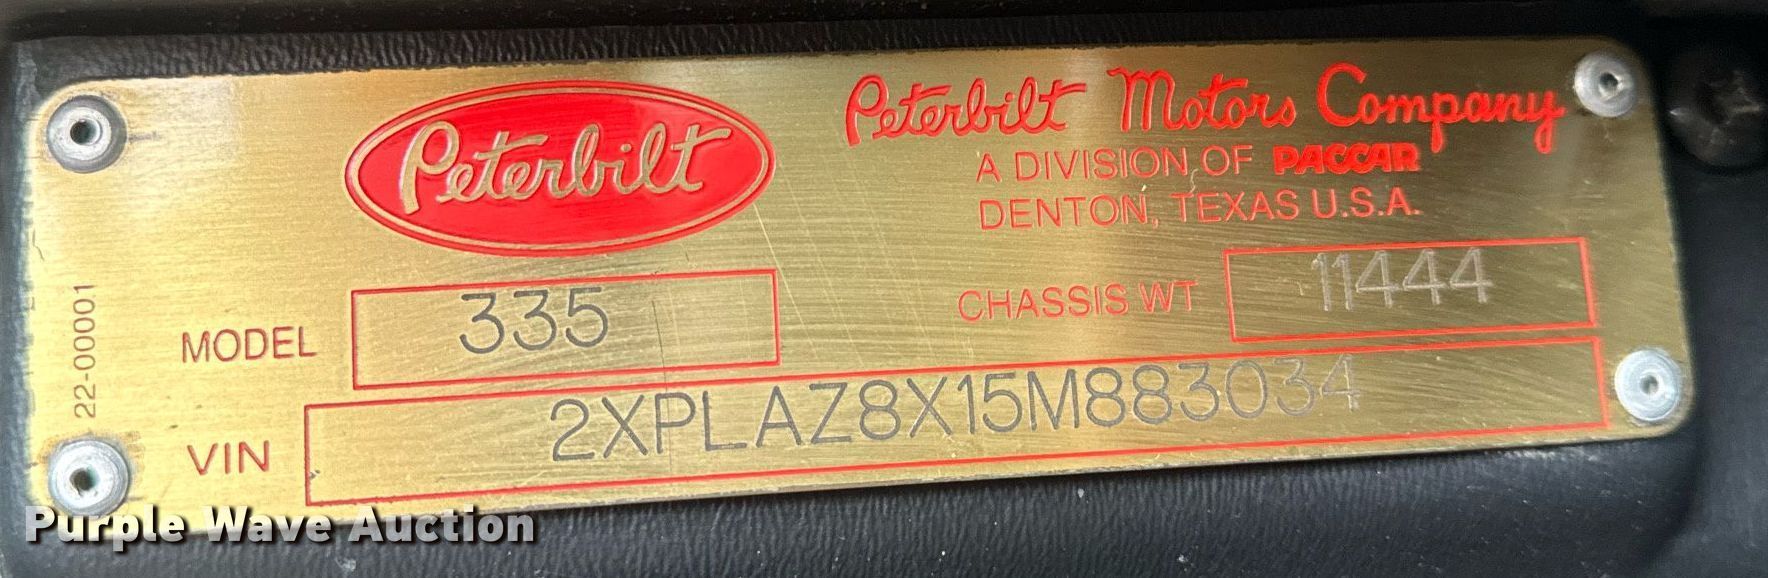 Peterbilt
Peterbilt Motors Company
A DIVISION OF PACCAR
DENTON, TEXAS U.S.A.
22-00001
MODEL 335
CHASSIS WT 11444
VIN 2XPLAZ8X15M883034
Purple Wave Auction